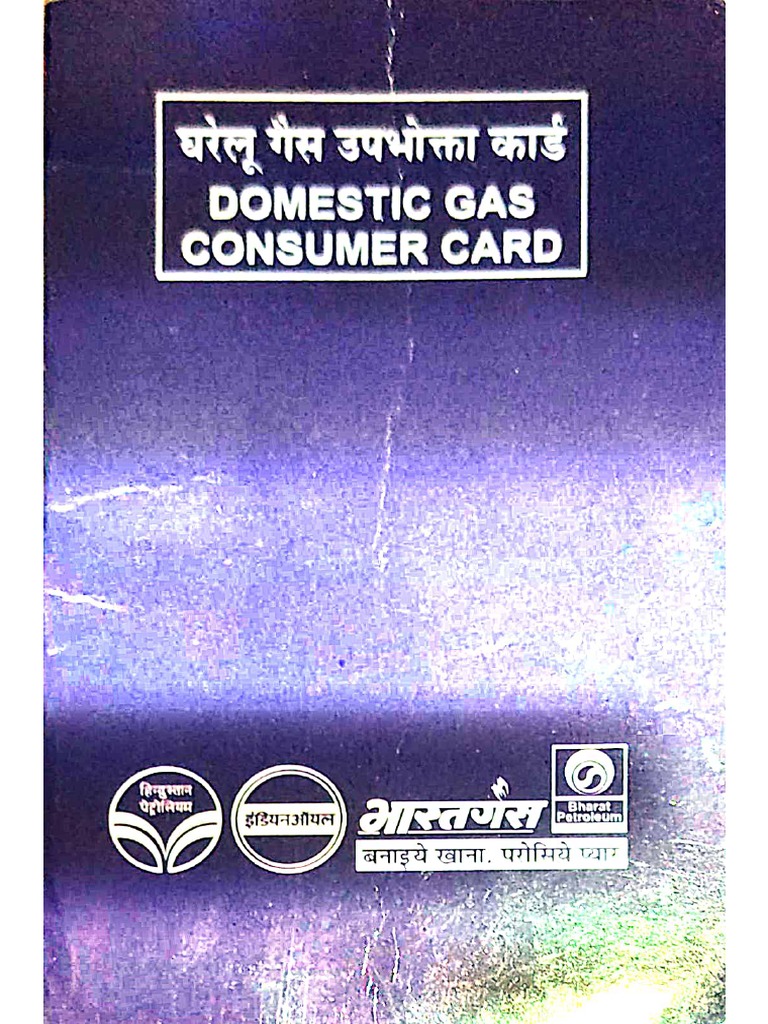 घरेलू गैस उपभोक्ता कार्ड
DOMESTIC GAS
CONSUMER CARD
हिन्दुस्तान
पेट्रोलियम
इंडियनऑयल
भारतगैस
Bharat
Petroleum
बनाइये खाना, परोसिये प्यार